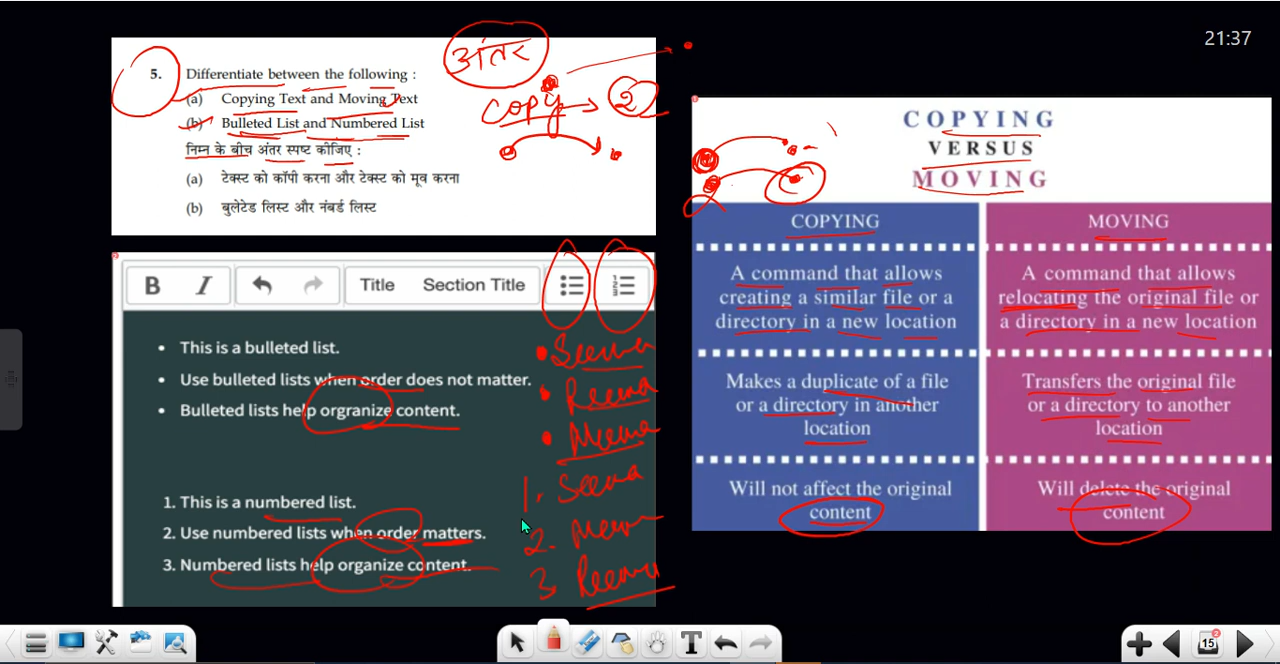 21:37
5. Differentiate between the following :
(a) Copying Text and Moving Text
(b) Bulleted List and Numbered List
निम्न के बीच अंतर स्पष्ट कीजिए :
(a) टेक्स्ट को कॉपी करना और टेक्स्ट को मूव करना
(b) बुलेटेड लिस्ट और नंबर्ड लिस्ट
अंतर
Copy → 2
B I Title Section Title
• This is a bulleted list.
• Use bulleted lists when order does not matter.
• Bulleted lists help orgranize content.
1. This is a numbered list.
2. Use numbered lists when order matters.
3. Numbered lists help organize content.
• Seema
• Reema
• Meena
1. Seema
2.
3. Reema
COPYING
VERSUS
MOVING
COPYING
A command that allows
creating a similar file or a
directory in a new location
Makes a duplicate of a file
or a directory in another
location
Will not affect the original
content
MOVING
A command that allows
relocating the original file or
a directory in a new location
Transfers the original file
or a directory to another
location
Will delete the original
content
T
15